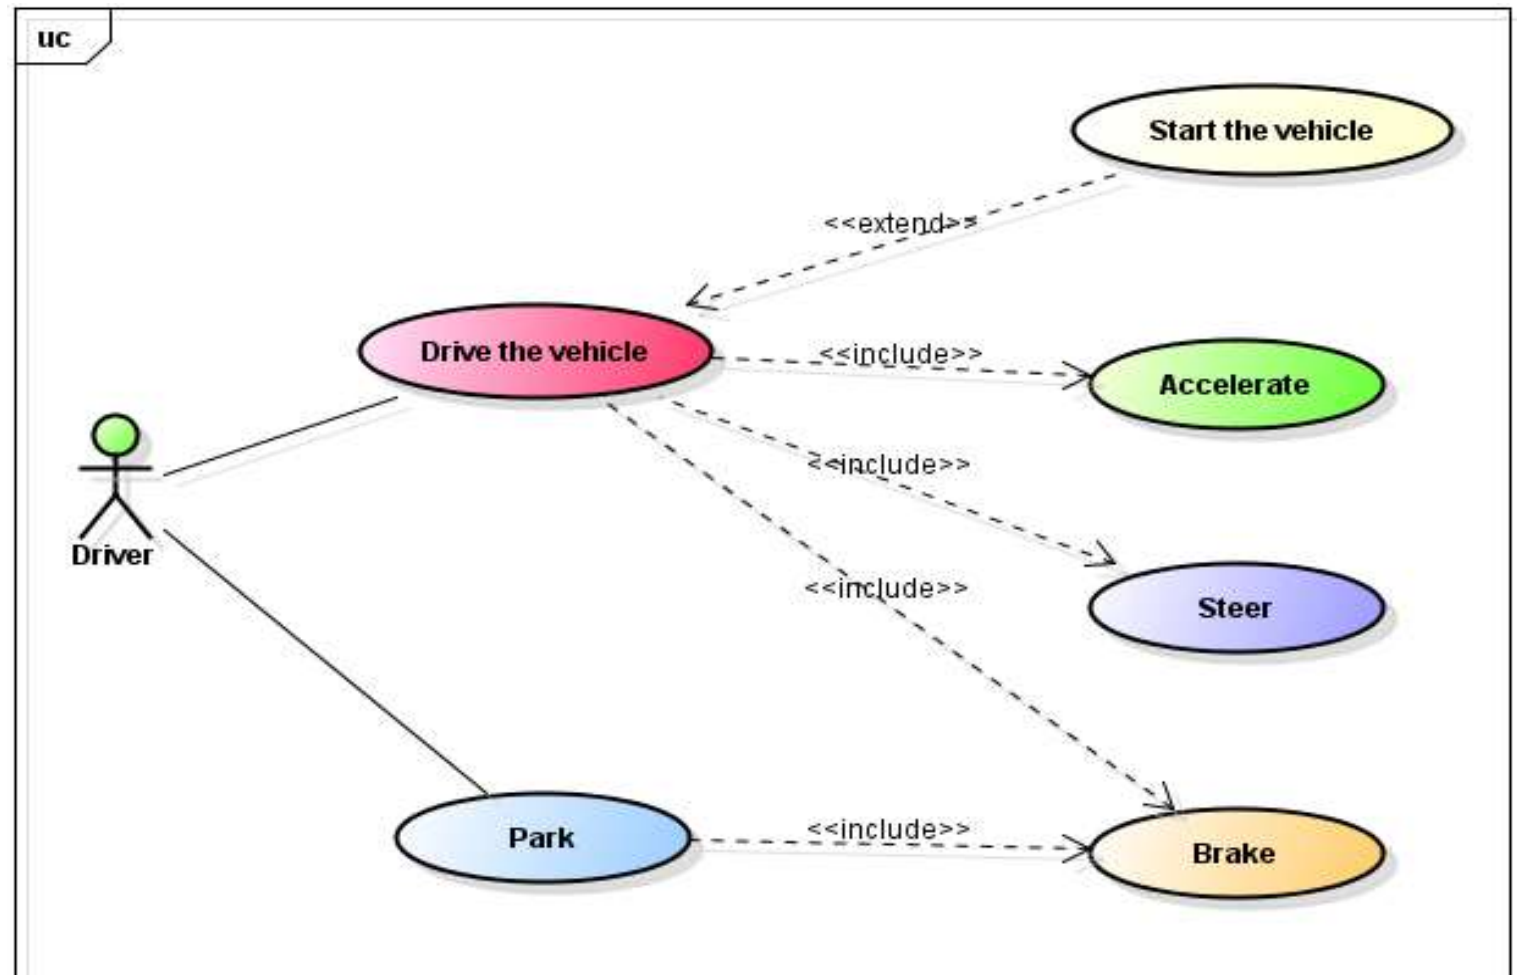 uc
Start the vehicle
<<extend>>
Drive the vehicle
<<include>>
Accelerate
<<include>>
Driver
<<include>>
Steer
Park
<<include>>
Brake